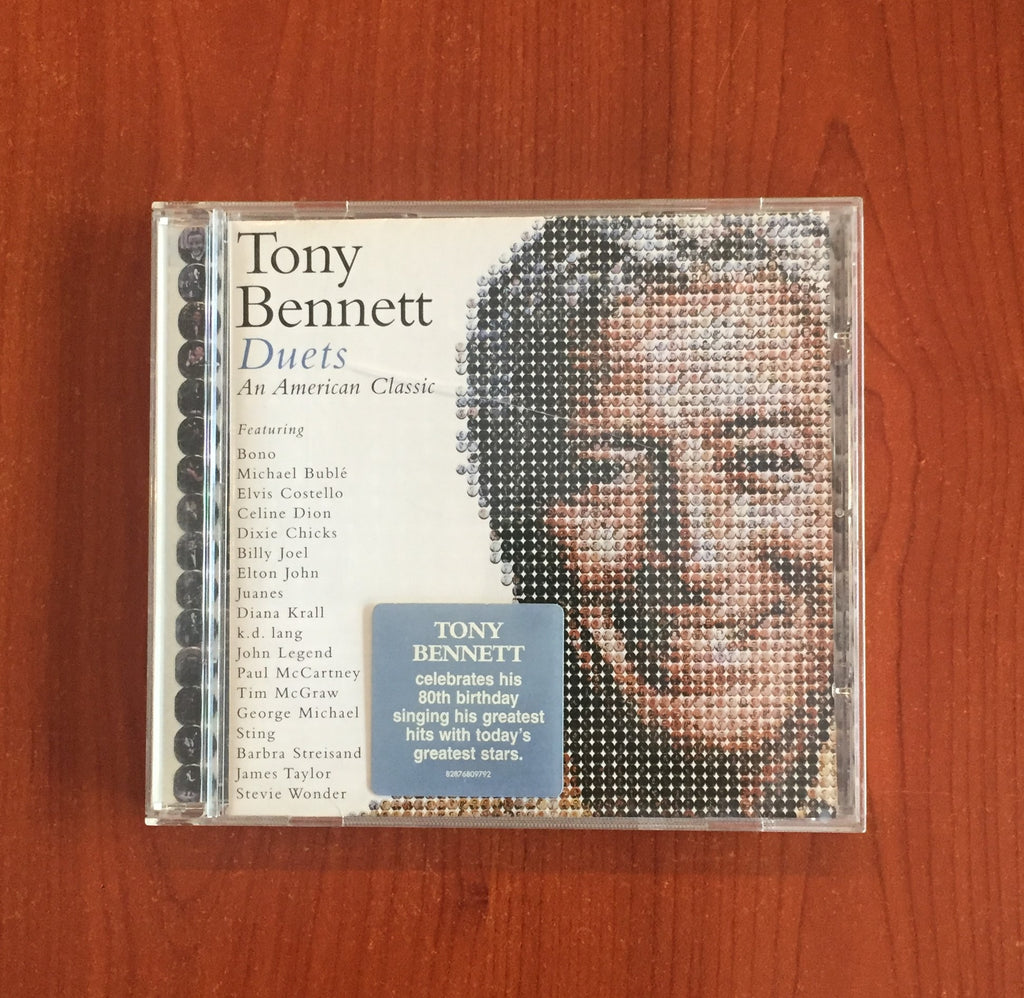 Tony
Bennett
Duets
An American Classic
Featuring
Bono
Michael Bublé
Elvis Costello
Celine Dion
Dixie Chicks
Billy Joel
Elton John
Juanes
Diana Krall
k.d. lang
John Legend
Paul McCartney
Tim McGraw
George Michael
Sting
Barbra Streisand
James Taylor
Stevie Wonder
TONY
BENNETT
celebrates his
80th birthday
singing his greatest
hits with today's
greatest stars.
82876809792